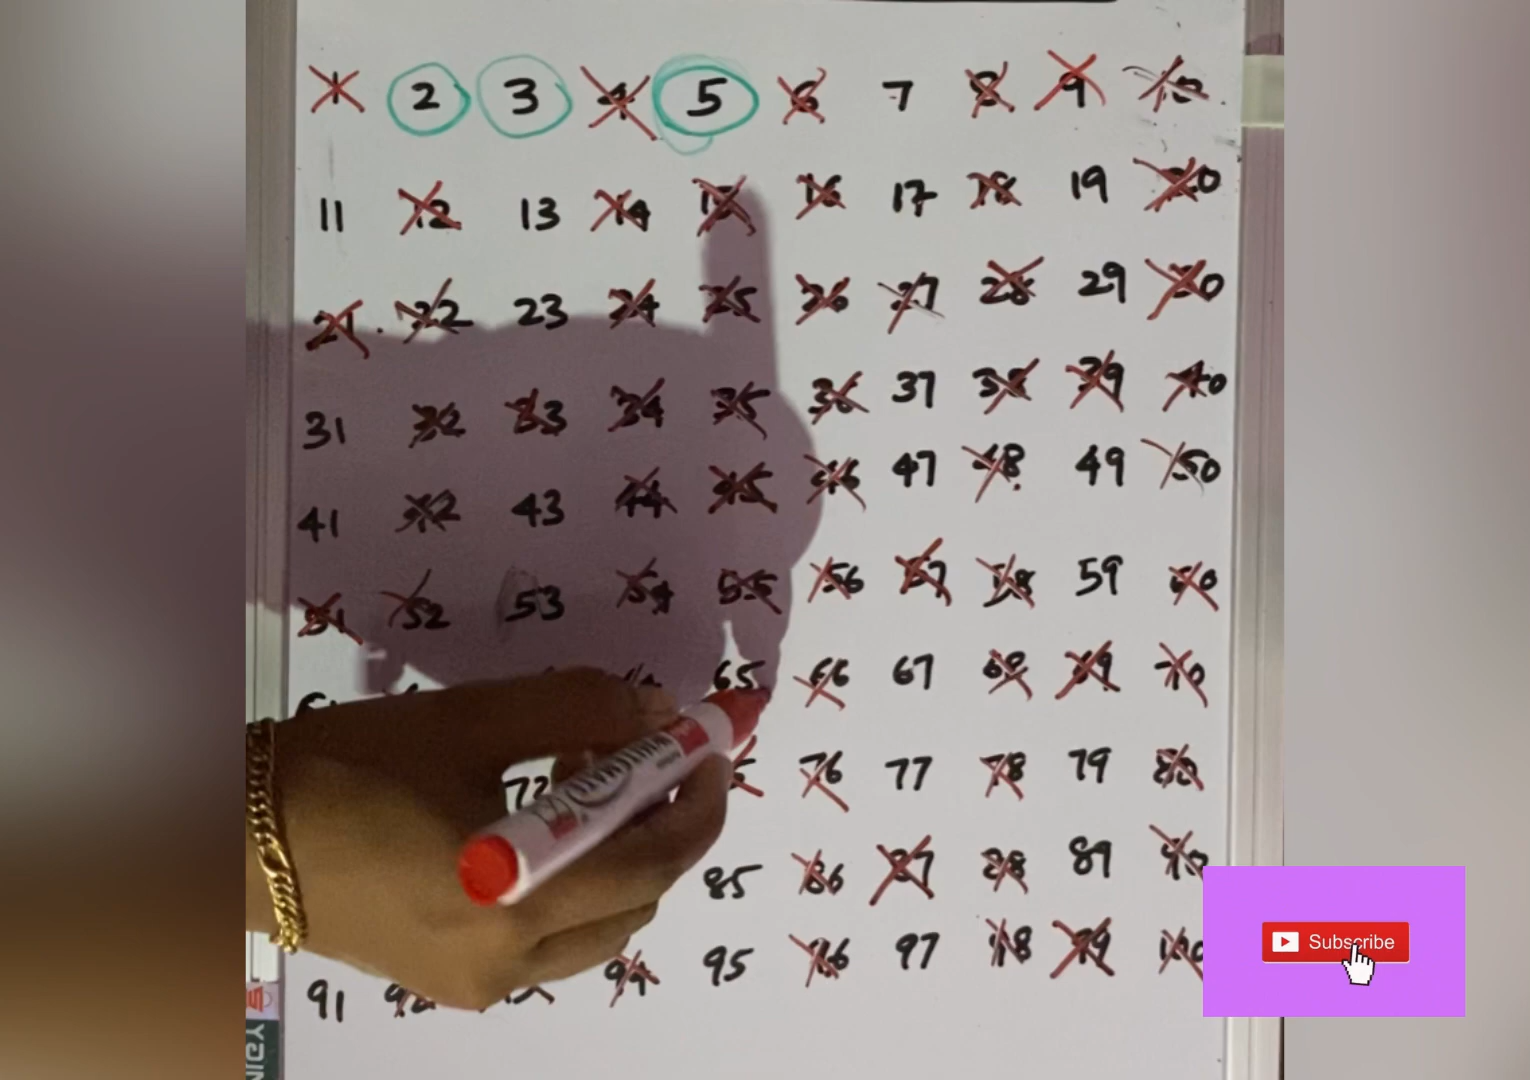 1 2 3 4 5 6 7 8 9 10
11 12 13 14 15 16 17 18 19 20
21 22 23 24 25 26 27 28 29 30
31 32 33 34 35 36 37 38 39 40
41 42 43 44 45 46 47 48 49 50
51 52 53 54 55 56 57 58 59 60
65 66 67 68 69 70
76 77 78 79 80
85 86 87 88 89 90
91 92 94 95 96 97 98 99 100
Subscribe